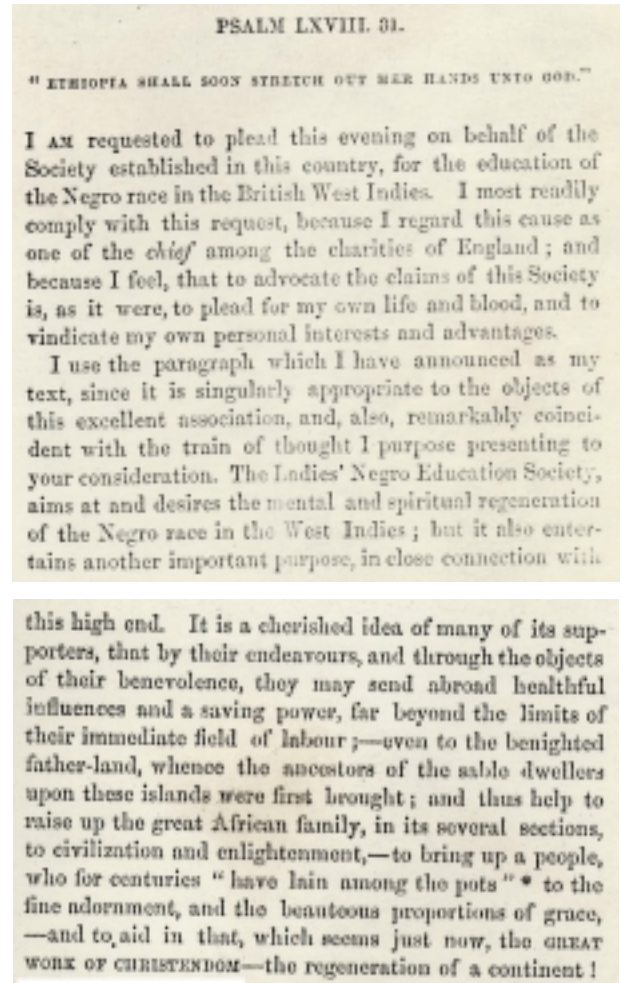 PSALM LXVIII. 31.
"ETHIOPIA SHALL SOON STRETCH OUT HER HANDS UNTO GOD."
I AM requested to plead this evening on behalf of the
Society established in this country, for the education of
the Negro race in the British West Indies. I most readily
comply with this request, because I regard this cause as
one of the chief among the charities of England; and
because I feel, that to advocate the claims of this Society
is, as it were, to plead for my own life and blood, and to
vindicate my own personal interests and advantages.
I use the paragraph which I have announced as my
text, since it is singularly appropriate to the objects of
this excellent association, and, also, remarkably coinci-
dent with the train of thought I purpose presenting to
your consideration. The Ladies' Negro Education Society,
aims at and desires the mental and spiritual regeneration
of the Negro race in the West Indies; but it also enter-
tains another important purpose, in close connection with
this high end. It is a cherished idea of many of its sup-
porters, that by their endeavours, and through the objects
of their benevolence, they may send abroad healthful
influences and a saving power, far beyond the limits of
their immediate field of labour;—even to the benighted
father-land, whence the ancestors of the sable dwellers
upon these islands were first brought; and thus help to
raise up the great African family, in its several sections,
to civilization and enlightenment,—to bring up a people,
who for centuries "have lain among the pots" * to the
fine adornment, and the beauteous proportions of grace,
—and to aid in that, which seems just now, the GREAT
WORK OF CHRISTENDOM—the regeneration of a continent!